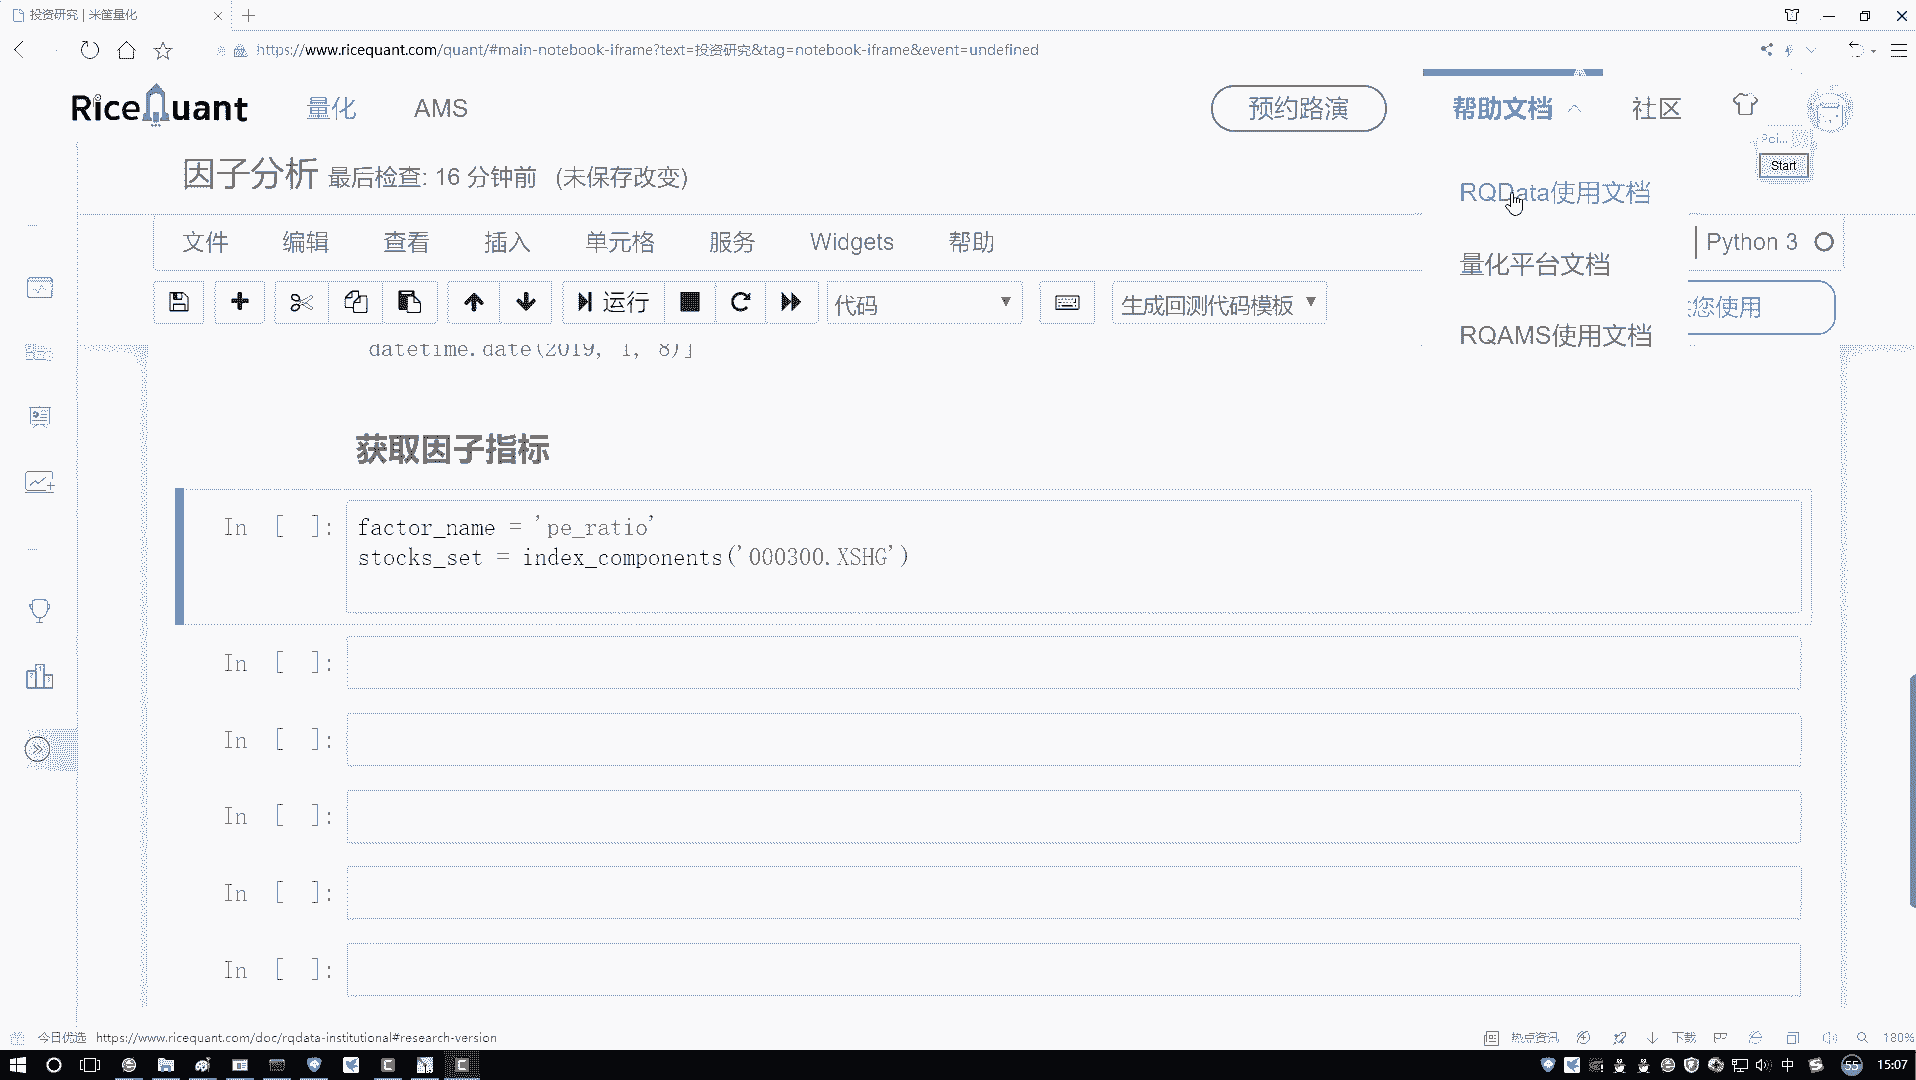 投资研究 | 米筐量化
https://www.ricequant.com/quant/#main-notebook-iframe?text=投资研究&tag=notebook-iframe&event=undefined
RiceQuant 量化 AMS 预约路演 帮助文档 社区
Start
因子分析 最后检查: 16 分钟前 (未保存改变)
RQData使用文档
文件 编辑 查看 插入 单元格 服务 Widgets 帮助
Python 3
量化平台文档
运行 代码 生成回测代码模板
您使用
RQAMS使用文档
datetime.date(2019, 1, 8)]
获取因子指标
In [ ]: factor_name = 'pe_ratio'
stocks_set = index_components('000300.XSHG')
In [ ]:
In [ ]:
In [ ]:
In [ ]:
In [ ]:
今日优选 https://www.ricequant.com/doc/rqdata-institutional#research-version 热点资讯 下载 180%
中 55 15:07